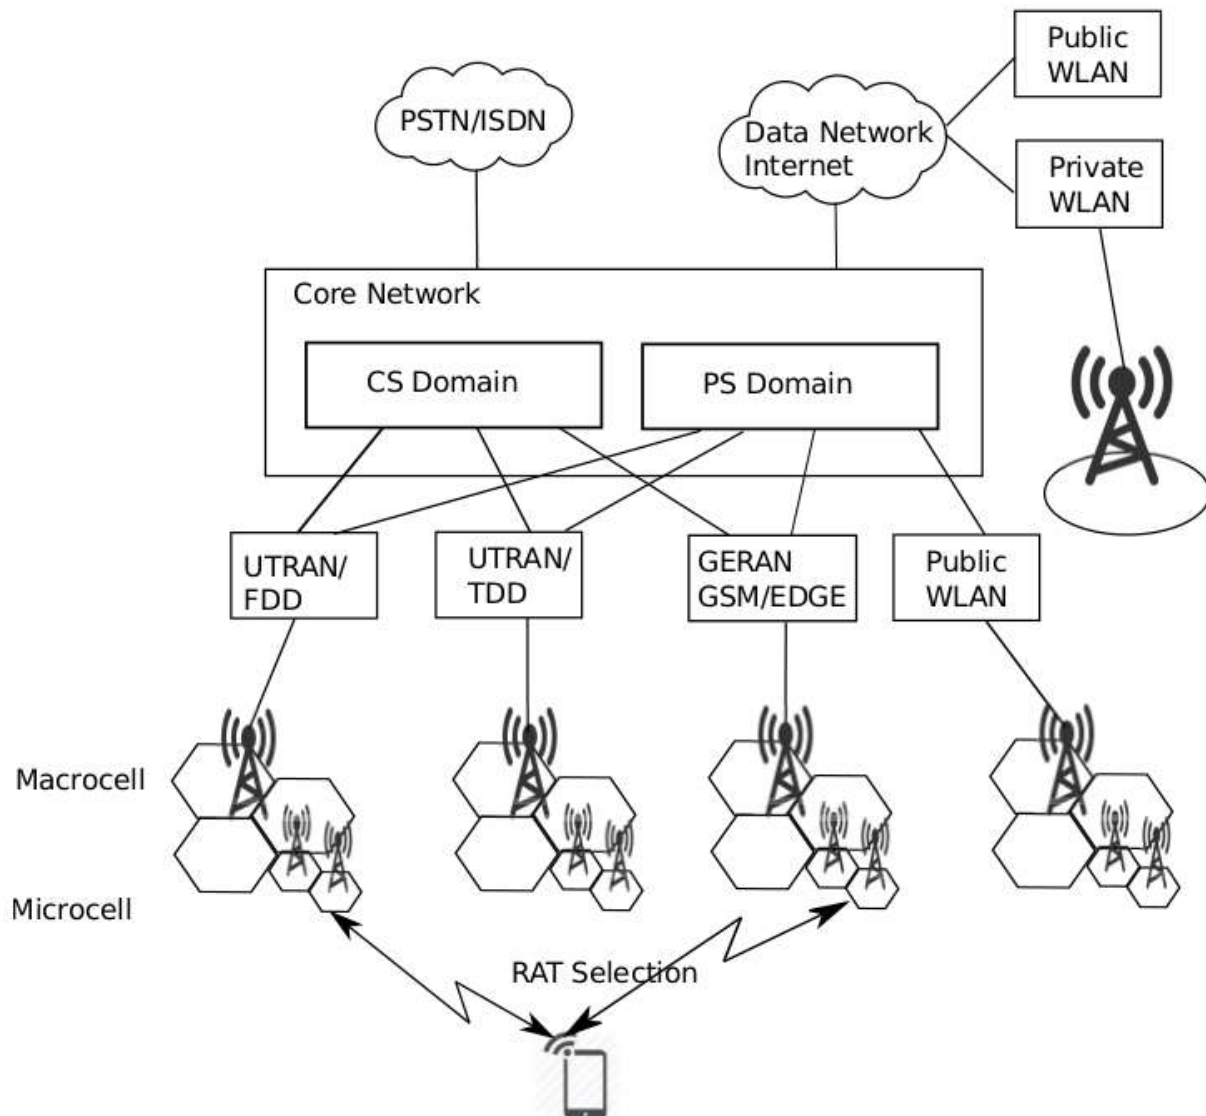 Public
WLAN
PSTN/ISDN
Data Network
Internet
Private
WLAN
Core Network
CS Domain
PS Domain
UTRAN/
FDD
UTRAN/
TDD
GERAN
GSM/EDGE
Public
WLAN
Macrocell
Microcell
RAT Selection